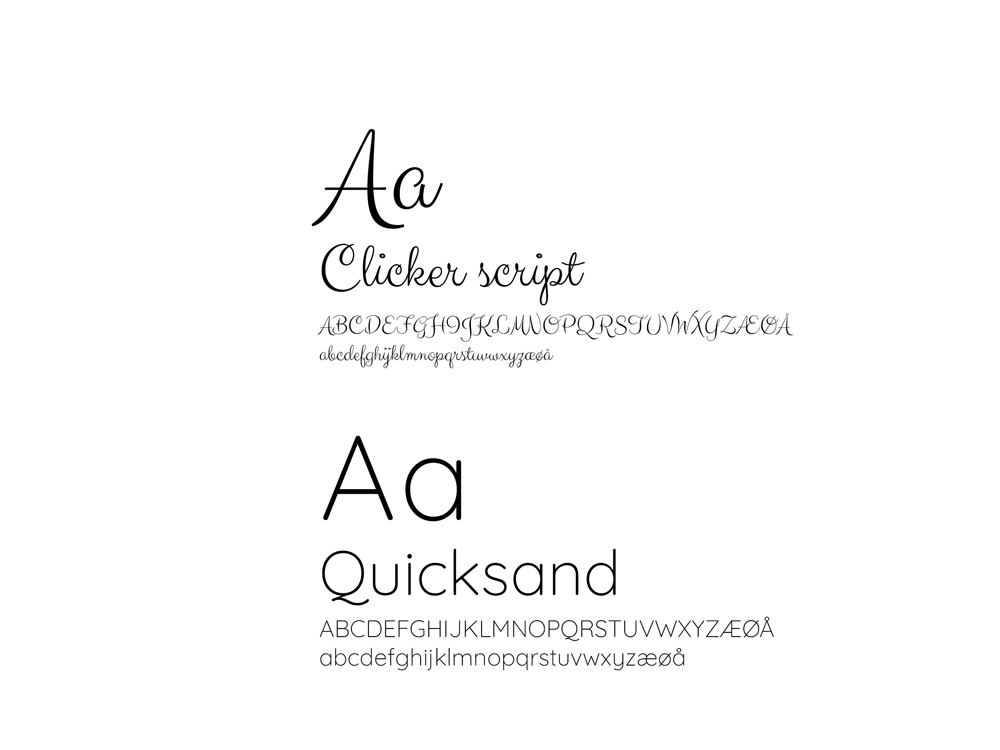 Aa
Clicker script
ABCDEFGHIJKLMNOPQRSTUVWXYZÆØÅ
abcdefghijklmnopqrstuvwxyzæøå
Aa
Quicksand
ABCDEFGHIJKLMNOPQRSTUVWXYZÆØÅ
abcdefghijklmnopqrstuvwxyzæøå